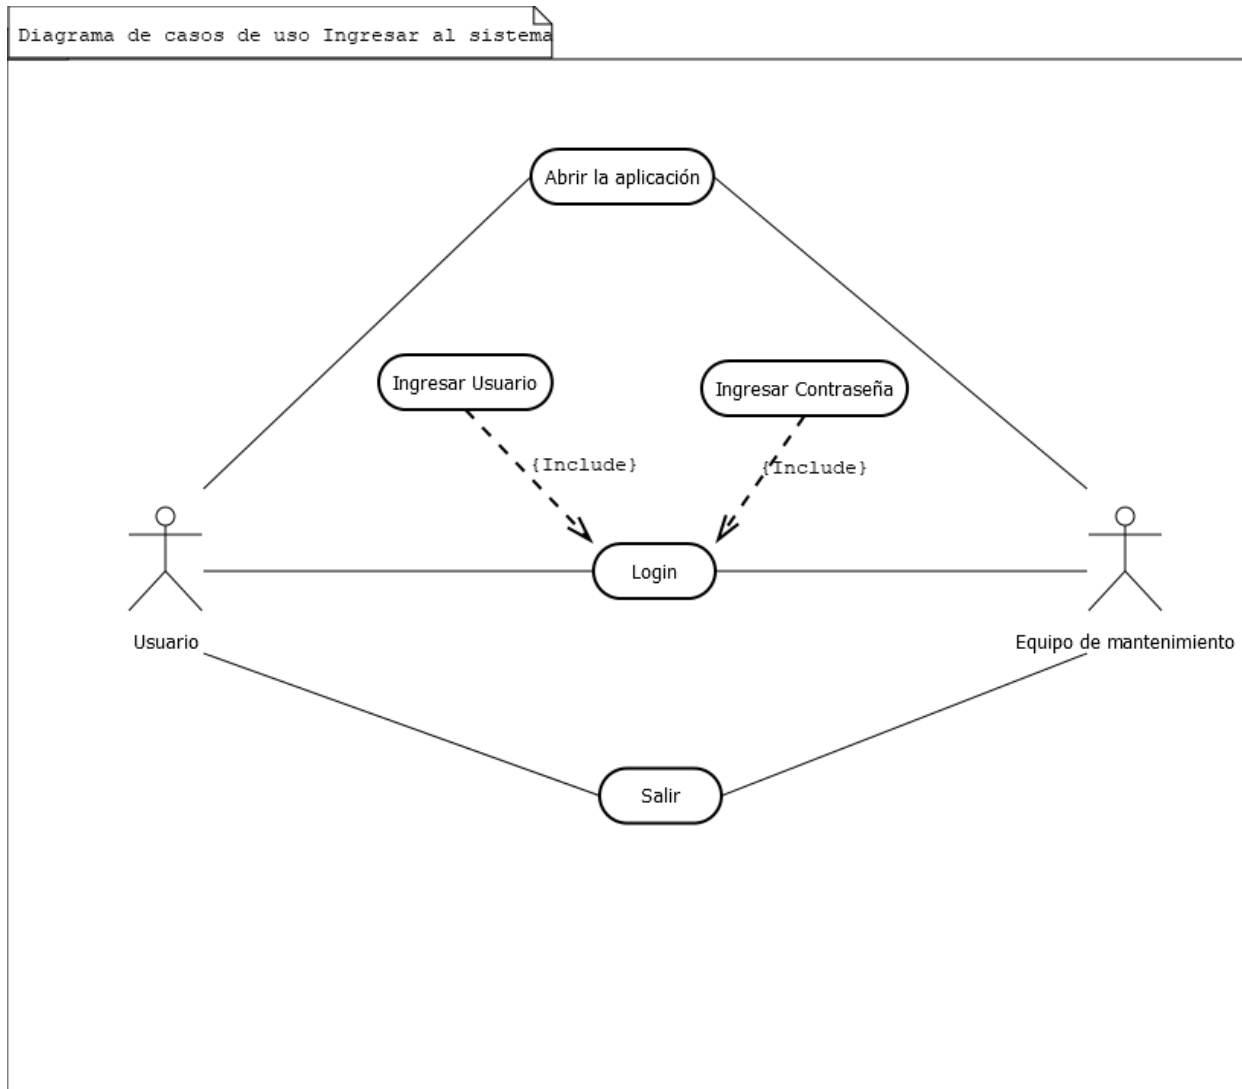 Diagrama de casos de uso Ingresar al sistema
Abrir la aplicación
Ingresar Usuario
Ingresar Contraseña
{Include}
{Include}
Login
Usuario
Equipo de mantenimiento
Salir